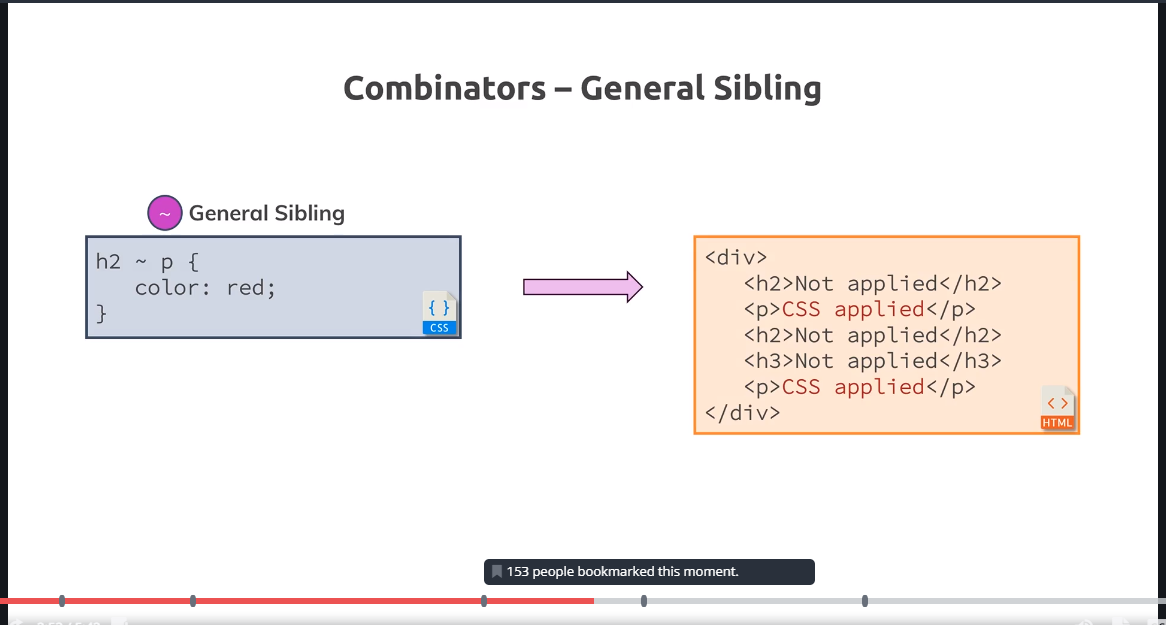 Combinators – General Sibling
~ General Sibling
h2 ~ p {
color: red;
}
{ }
CSS
<div>
<h2>Not applied</h2>
<p>CSS applied</p>
<h2>Not applied</h2>
<h3>Not applied</h3>
<p>CSS applied</p>
</div>
< >
HTML
153 people bookmarked this moment.